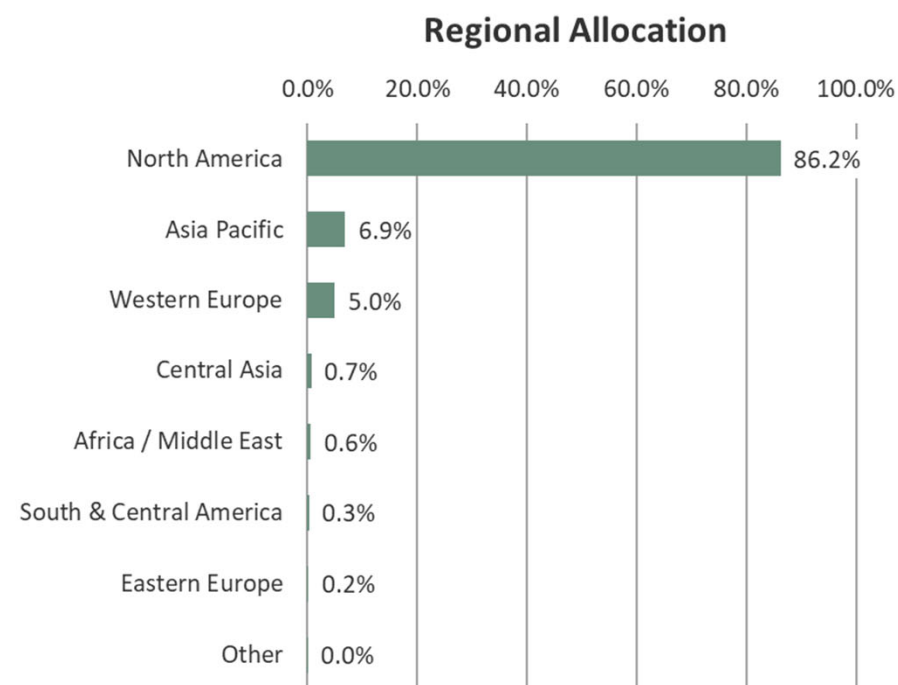 Regional Allocation
0.0% 20.0% 40.0% 60.0% 80.0% 100.0%
North America 86.2%
Asia Pacific 6.9%
Western Europe 5.0%
Central Asia 0.7%
Africa / Middle East 0.6%
South & Central America 0.3%
Eastern Europe 0.2%
Other 0.0%